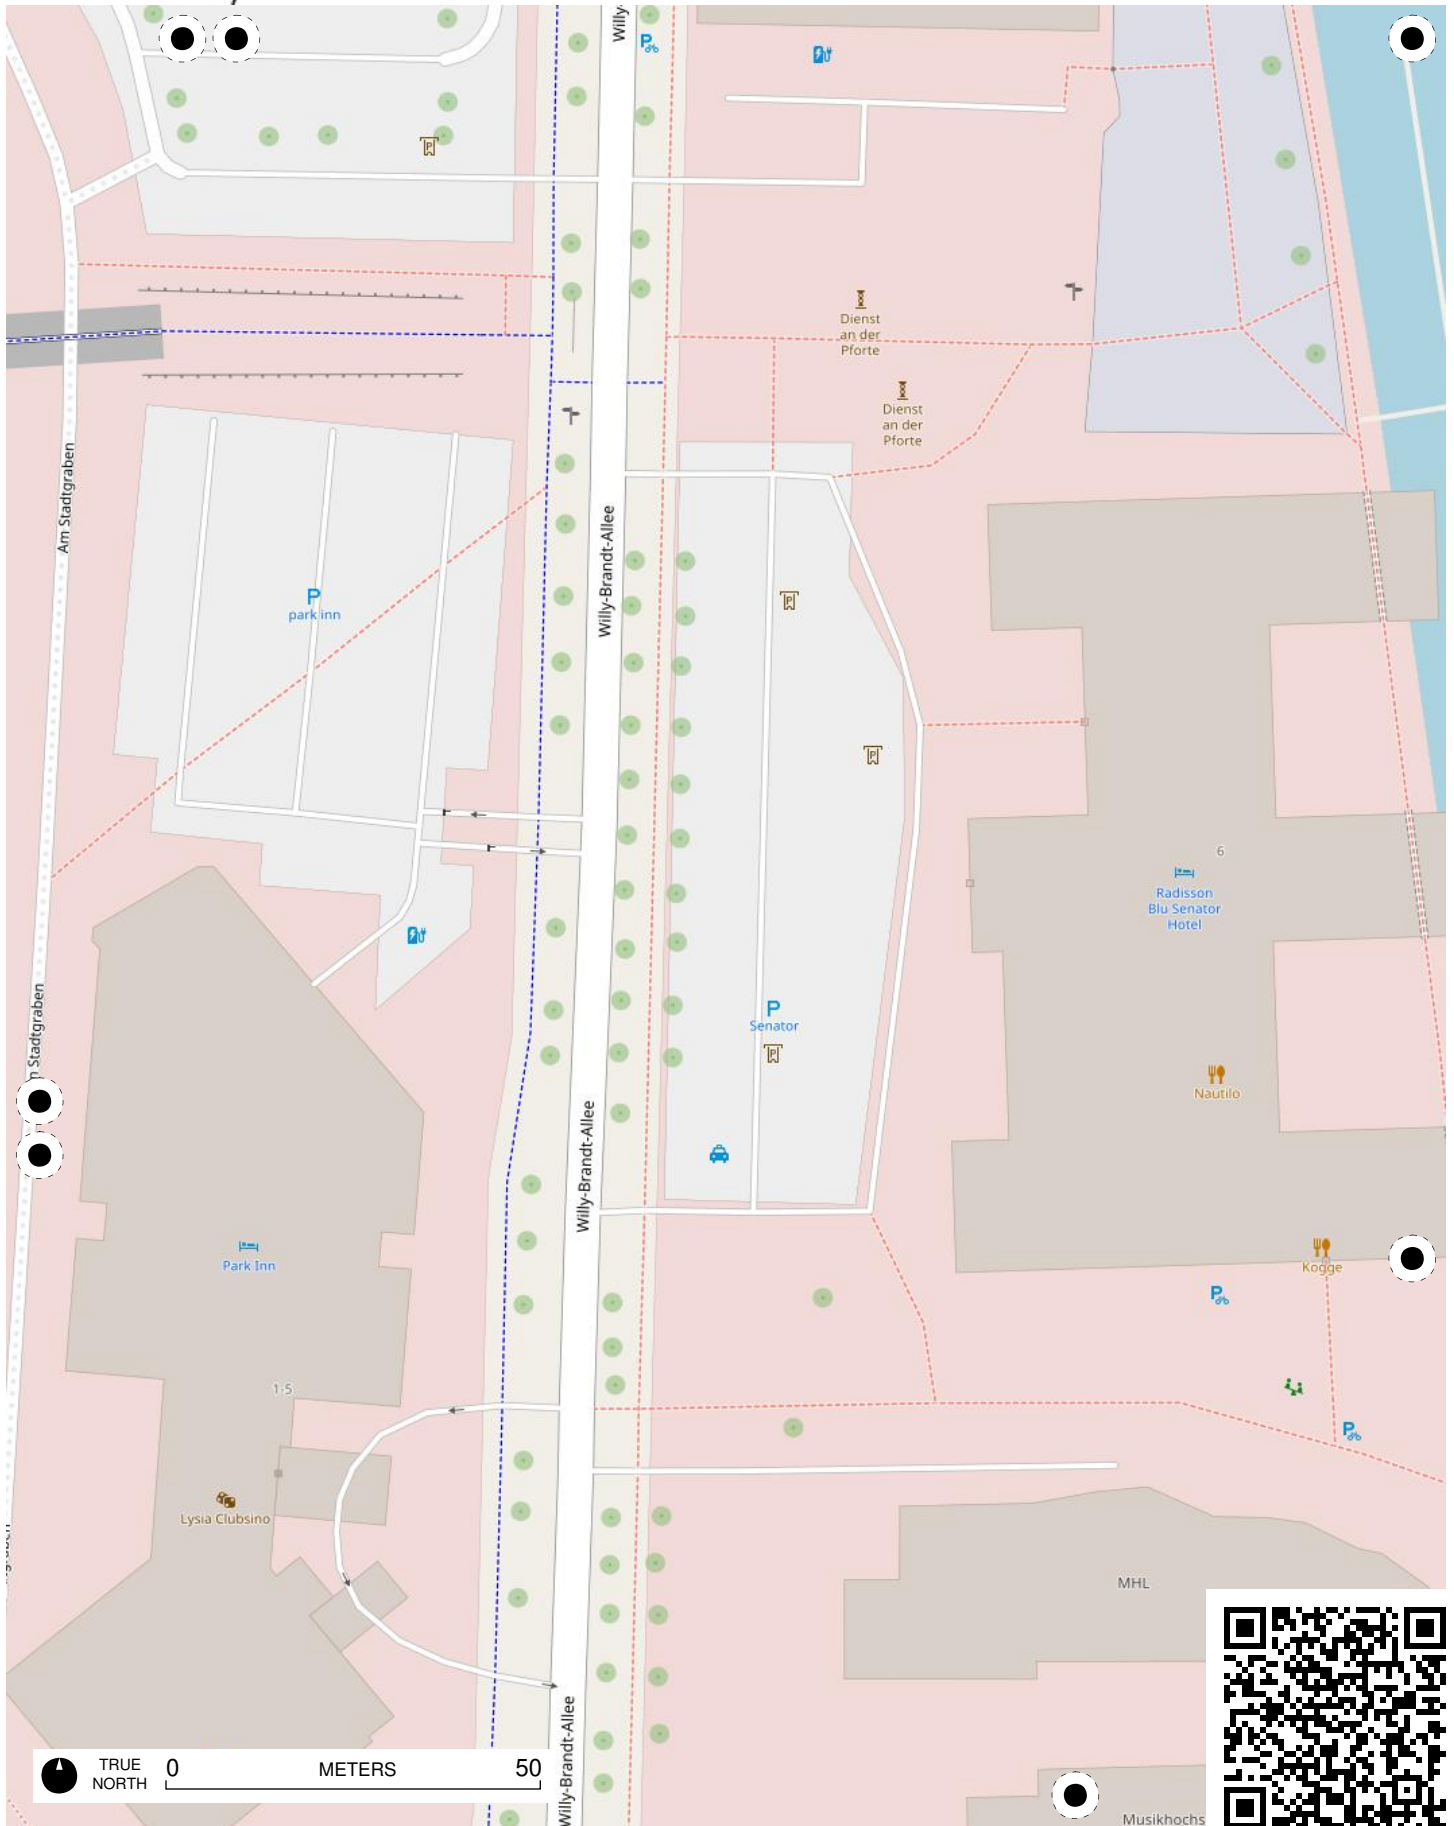 Willy-
Dienst
an der
Pforte
Dienst
an der
Pforte
Am Stadtgraben
Willy-Brandt-Allee
P
park inn
6
Radisson
Blu Senator
Hotel
Stadtgraben
P
Senator
Nautilo
Willy-Brandt-Allee
Park Inn
Kogge
1-5
Lysia Clubsino
MHL
Willy-Brandt-Allee
TRUE
NORTH
0
METERS
50
Musikhochs